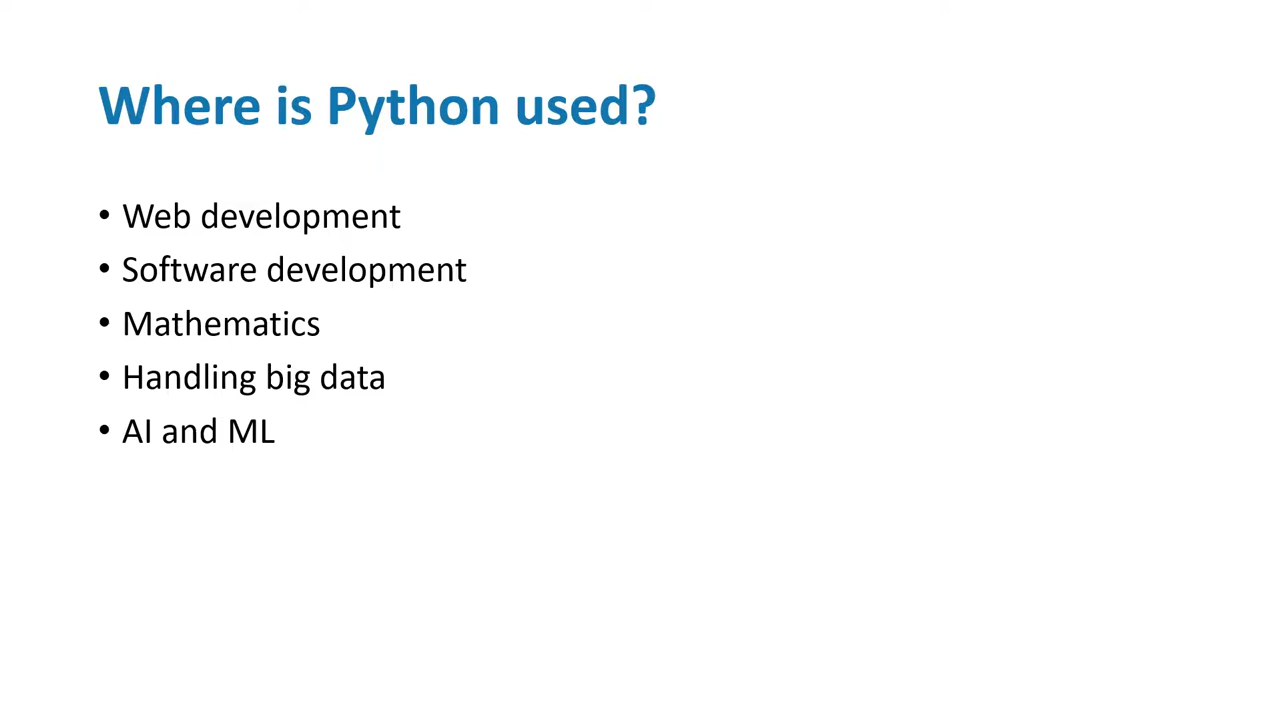 Where is Python used?
• Web development
• Software development
• Mathematics
• Handling big data
• AI and ML